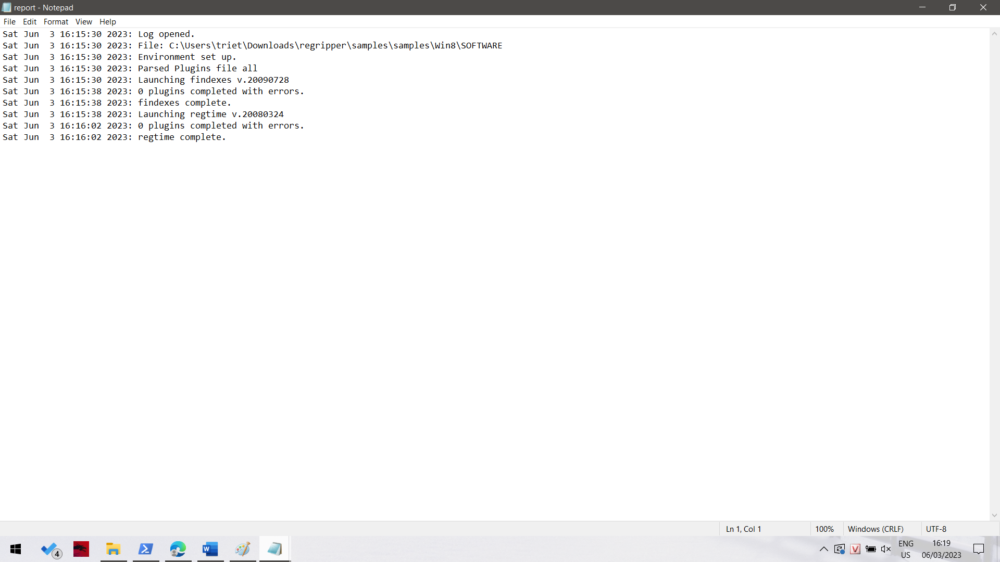 report - Notepad
File Edit Format View Help
Sat Jun  3 16:15:30 2023: Log opened.
Sat Jun  3 16:15:30 2023: File: C:\Users\triet\Downloads\regripper\samples\samples\Win8\SOFTWARE
Sat Jun  3 16:15:30 2023: Environment set up.
Sat Jun  3 16:15:30 2023: Parsed Plugins file all
Sat Jun  3 16:15:30 2023: Launching findexes v.20090728
Sat Jun  3 16:15:38 2023: 0 plugins completed with errors.
Sat Jun  3 16:15:38 2023: findexes complete.
Sat Jun  3 16:15:38 2023: Launching regtime v.20080324
Sat Jun  3 16:16:02 2023: 0 plugins completed with errors.
Sat Jun  3 16:16:02 2023: regtime complete.
Ln 1, Col 1 100% Windows (CRLF) UTF-8
4 W V ENG 16:19
US 06/03/2023